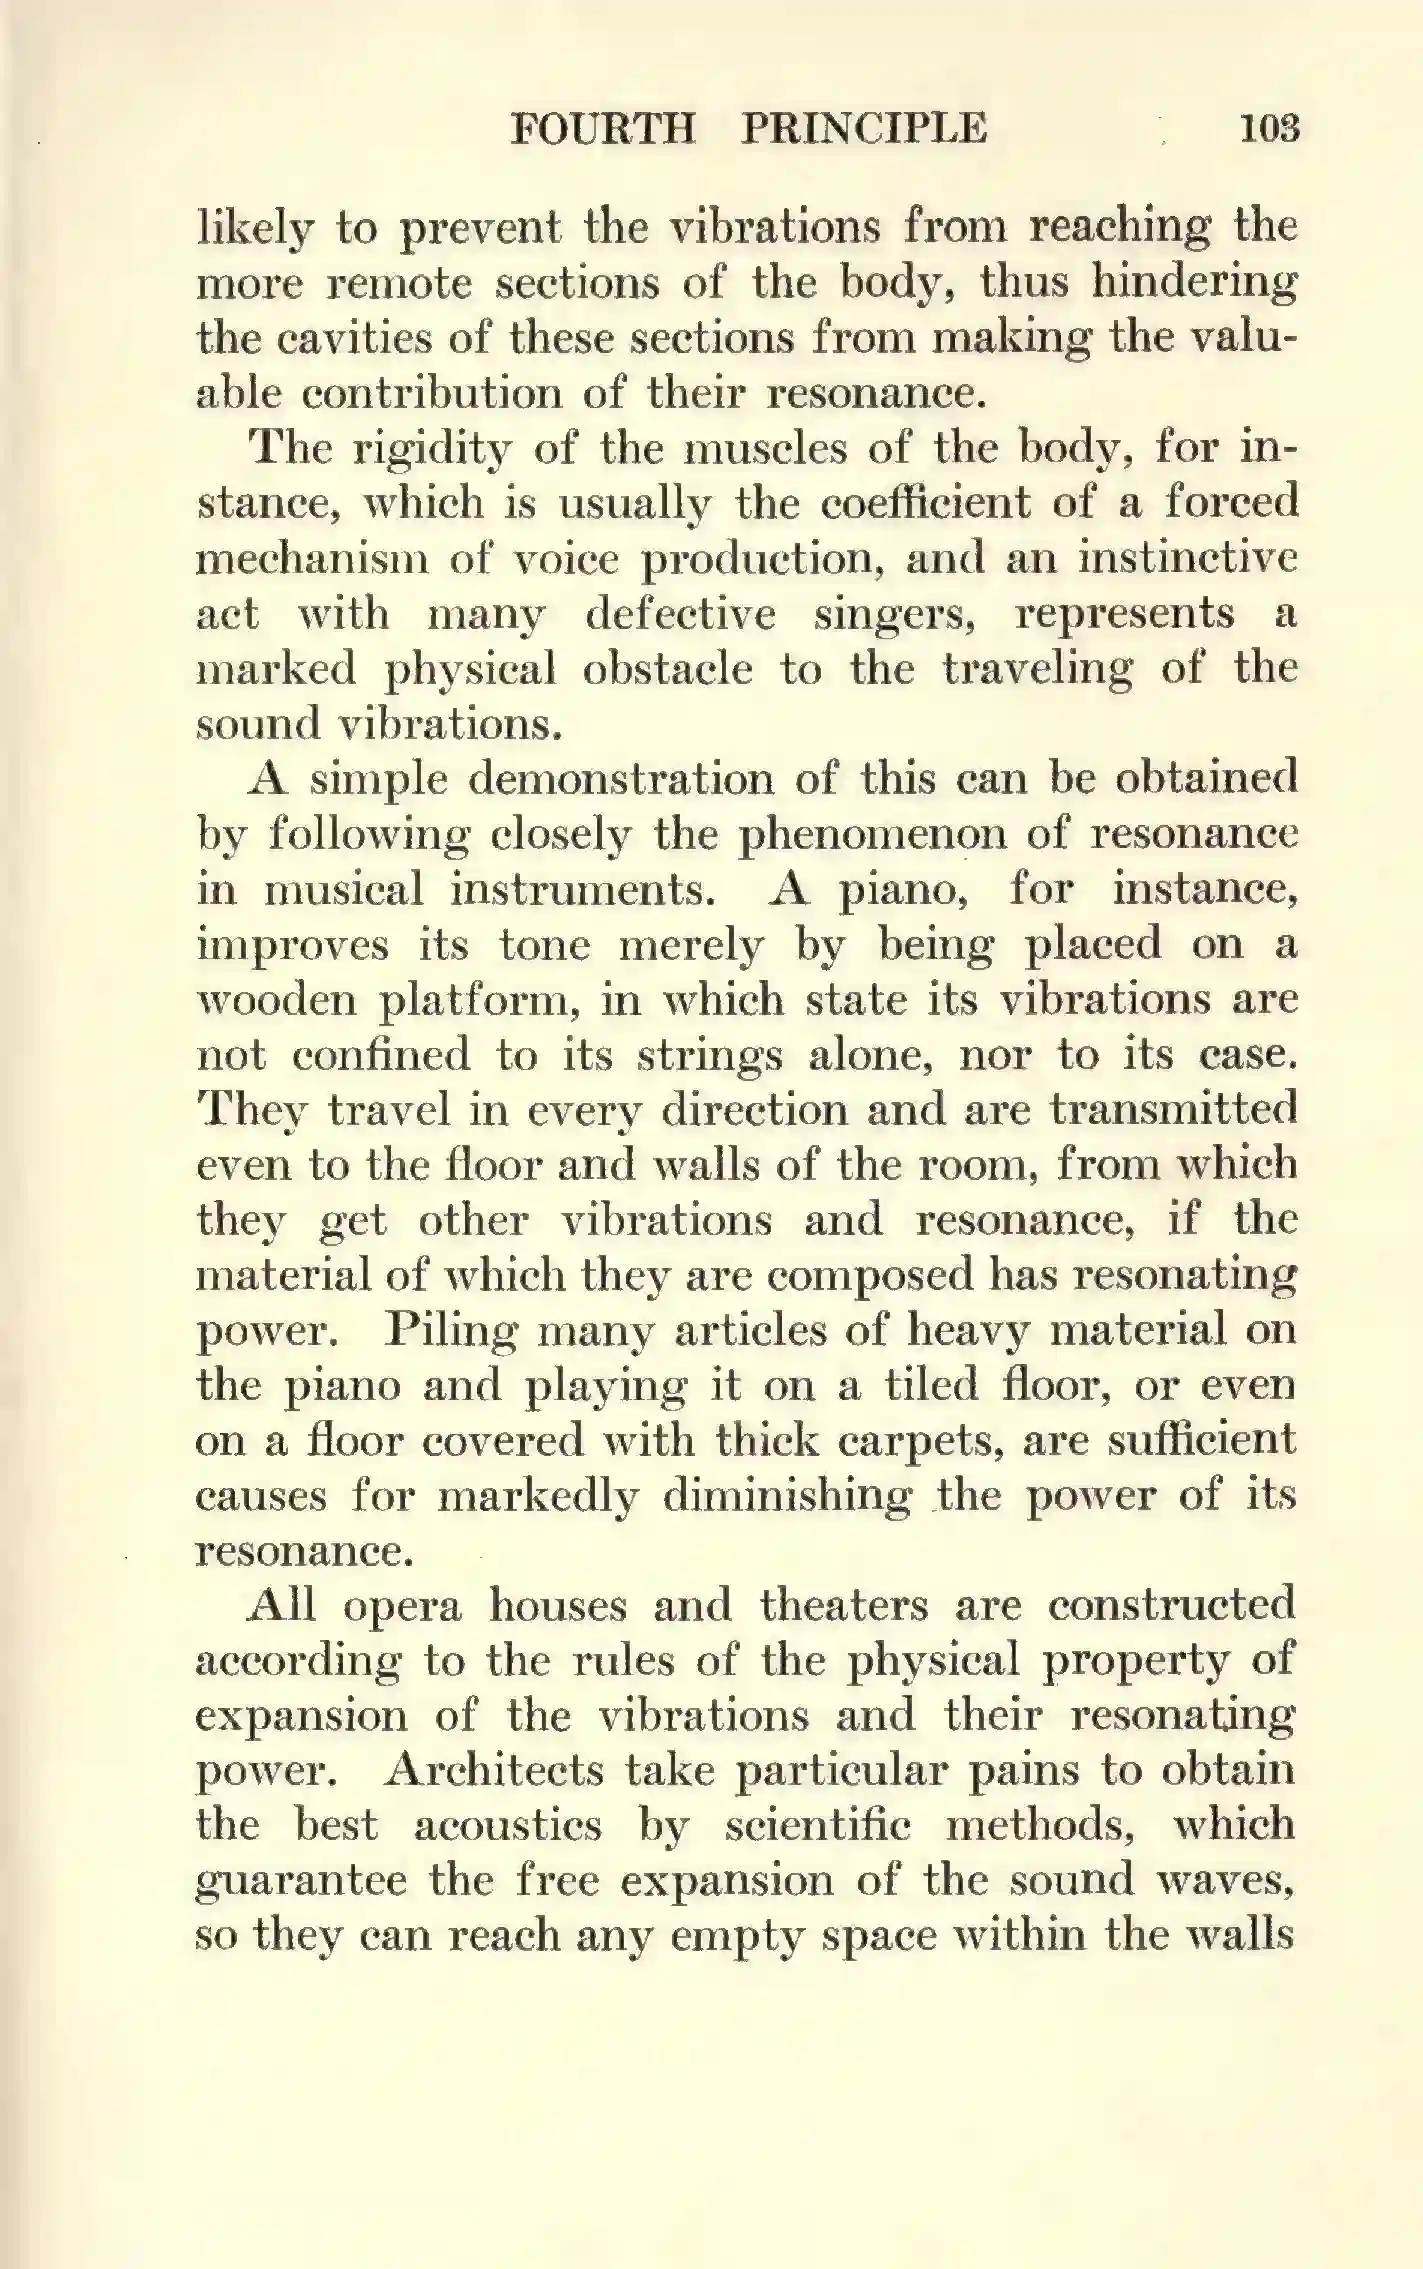 FOURTH PRINCIPLE 103
likely to prevent the vibrations from reaching the
more remote sections of the body, thus hindering
the cavities of these sections from making the valu-
able contribution of their resonance.
The rigidity of the muscles of the body, for in-
stance, which is usually the coefficient of a forced
mechanism of voice production, and an instinctive
act with many defective singers, represents a
marked physical obstacle to the traveling of the
sound vibrations.
A simple demonstration of this can be obtained
by following closely the phenomenon of resonance
in musical instruments. A piano, for instance,
improves its tone merely by being placed on a
wooden platform, in which state its vibrations are
not confined to its strings alone, nor to its case.
They travel in every direction and are transmitted
even to the floor and walls of the room, from which
they get other vibrations and resonance, if the
material of which they are composed has resonating
power. Piling many articles of heavy material on
the piano and playing it on a tiled floor, or even
on a floor covered with thick carpets, are sufficient
causes for markedly diminishing the power of its
resonance.
All opera houses and theaters are constructed
according to the rules of the physical property of
expansion of the vibrations and their resonating
power. Architects take particular pains to obtain
the best acoustics by scientific methods, which
guarantee the free expansion of the sound waves,
so they can reach any empty space within the walls